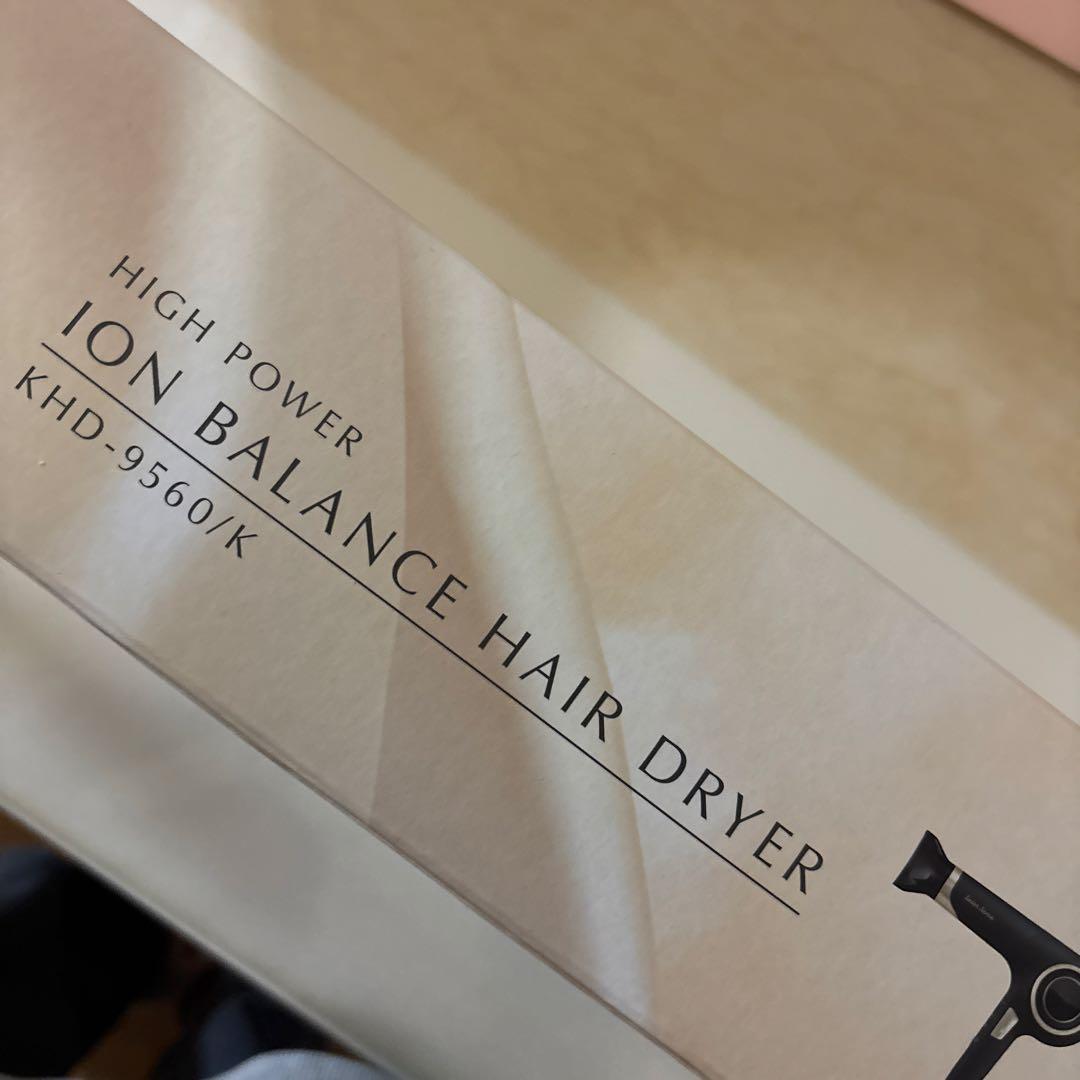 HIGH POWER
ION BALANCE HAIR DRYER
KHD-9560/K